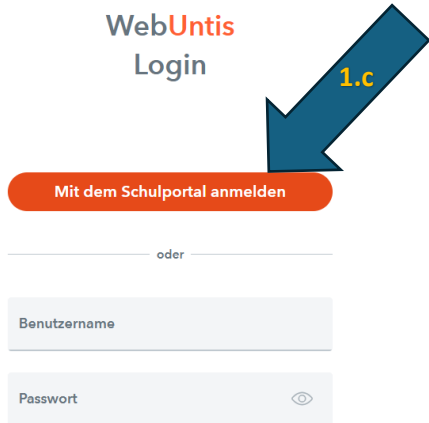 WebUntis
Login
1.c
Mit dem Schulportal anmelden
oder
Benutzername
Passwort